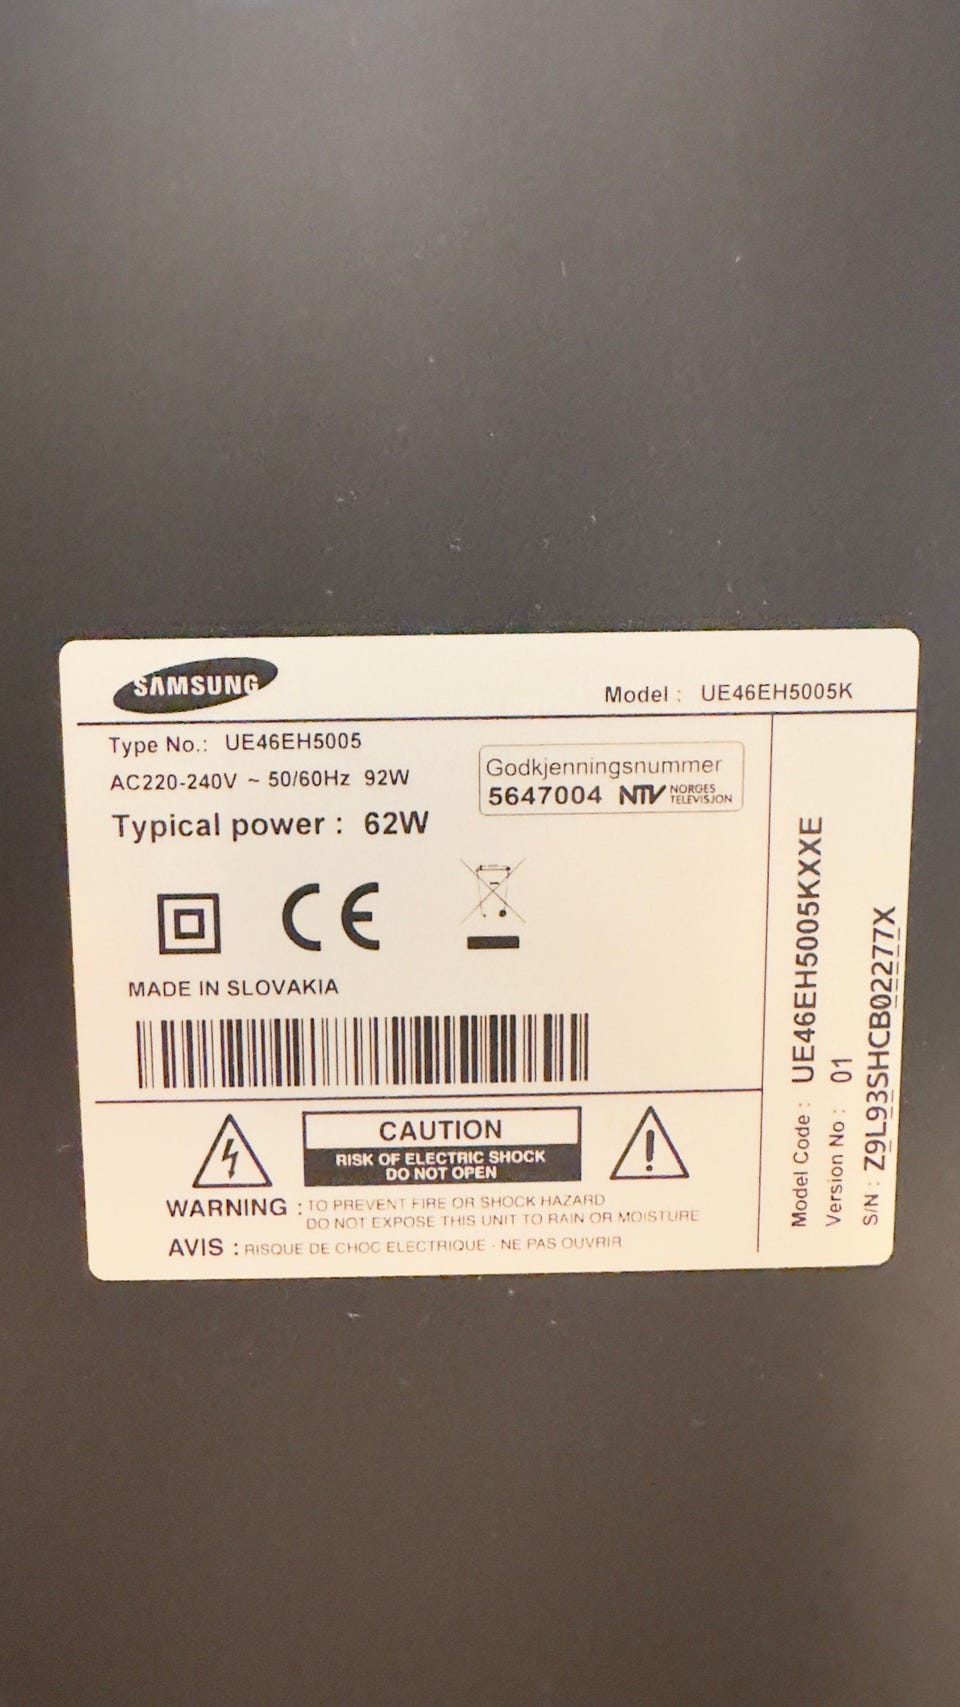 SAMSUNG
Model : UE46EH5005K
Type No.: UE46EH5005
AC220-240V ~ 50/60Hz 92W
Typical power : 62W
Godkjenningsnummer
5647004 NTV NORGES TELEVISJON
CE
MADE IN SLOVAKIA
CAUTION
RISK OF ELECTRIC SHOCK
DO NOT OPEN
WARNING : TO PREVENT FIRE OR SHOCK HAZARD
DO NOT EXPOSE THIS UNIT TO RAIN OR MOISTURE
AVIS : RISQUE DE CHOC ELECTRIQUE - NE PAS OUVRIR
Model Code : UE46EH5005KXXE
Version No : 01
S/N : Z9L93SHCB02277X